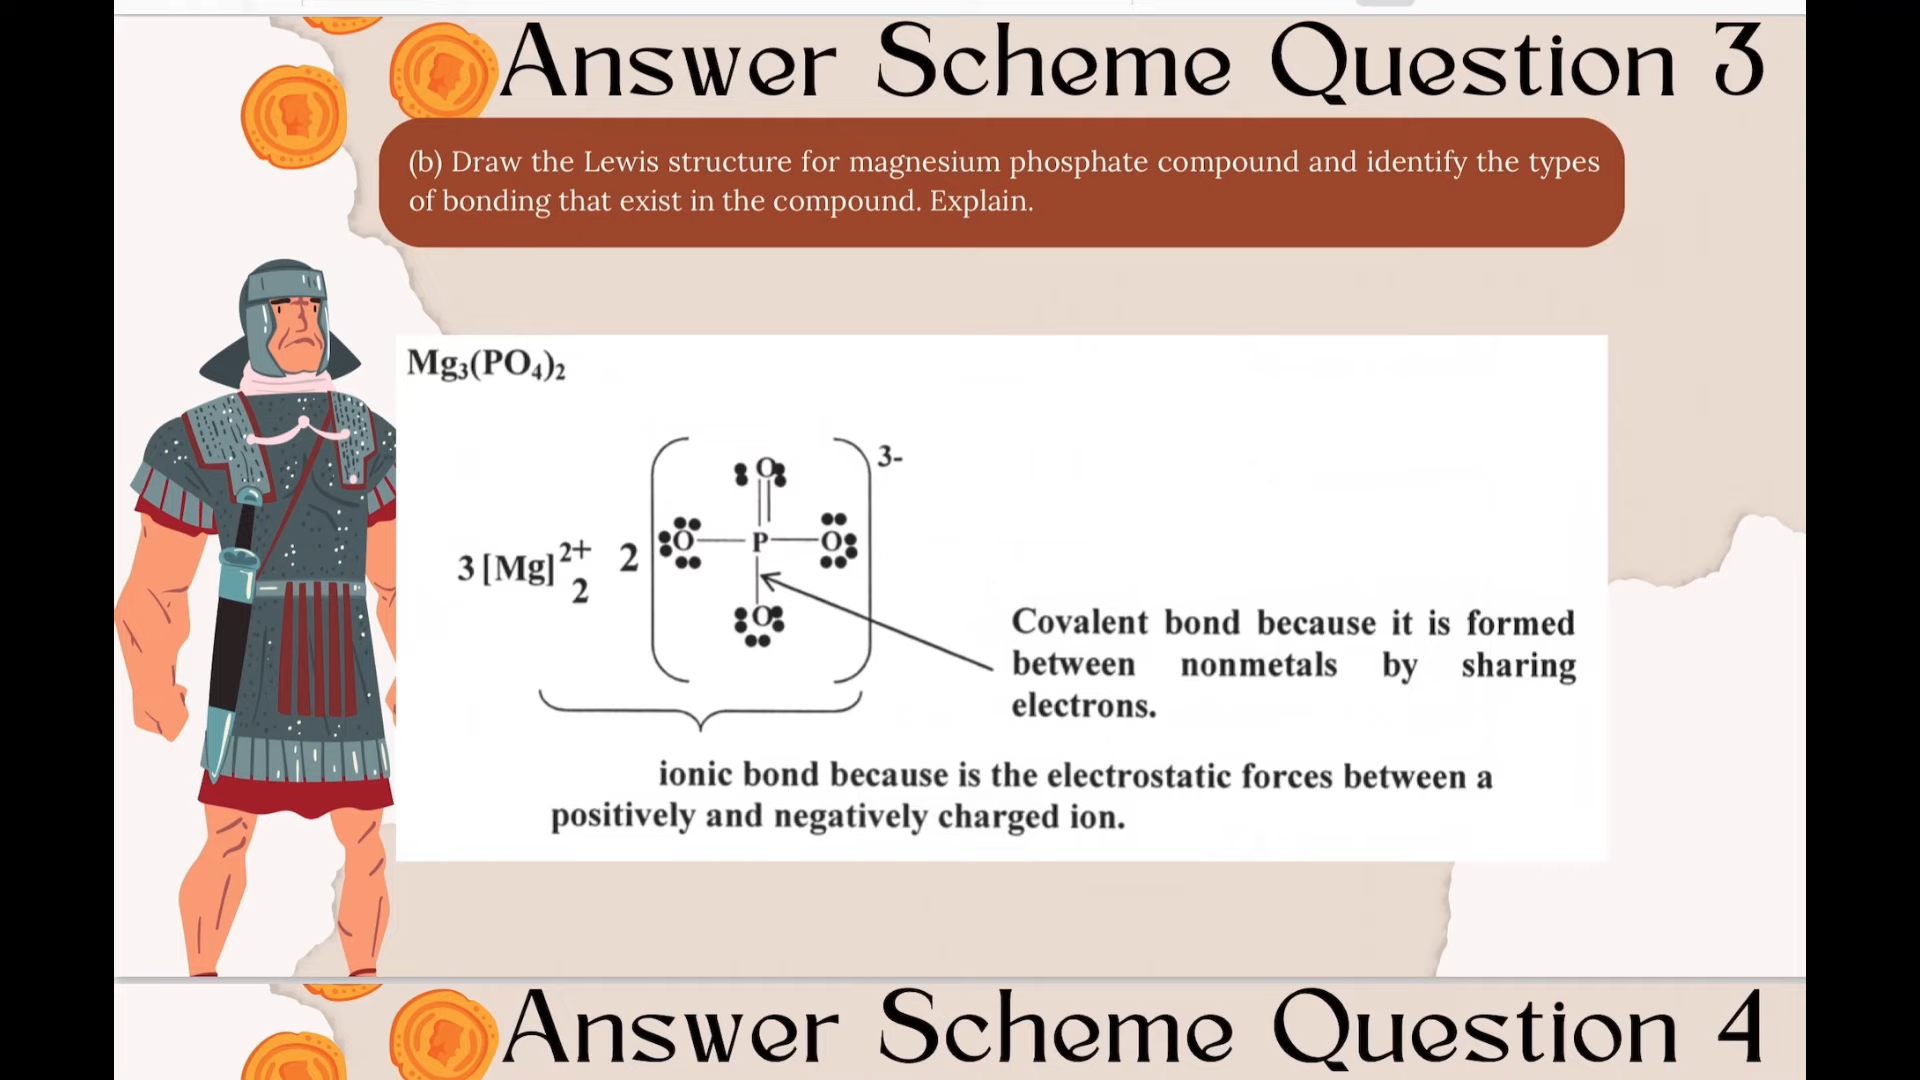 Answer Scheme Question 3
(b) Draw the Lewis structure for magnesium phosphate compound and identify the types
of bonding that exist in the compound. Explain.
Mg₃(PO₄)₂
3-
O
3[Mg]²⁺₂ 2 O P O
O
Covalent bond because it is formed
between nonmetals by sharing
electrons.
ionic bond because is the electrostatic forces between a
positively and negatively charged ion.
Answer Scheme Question 4